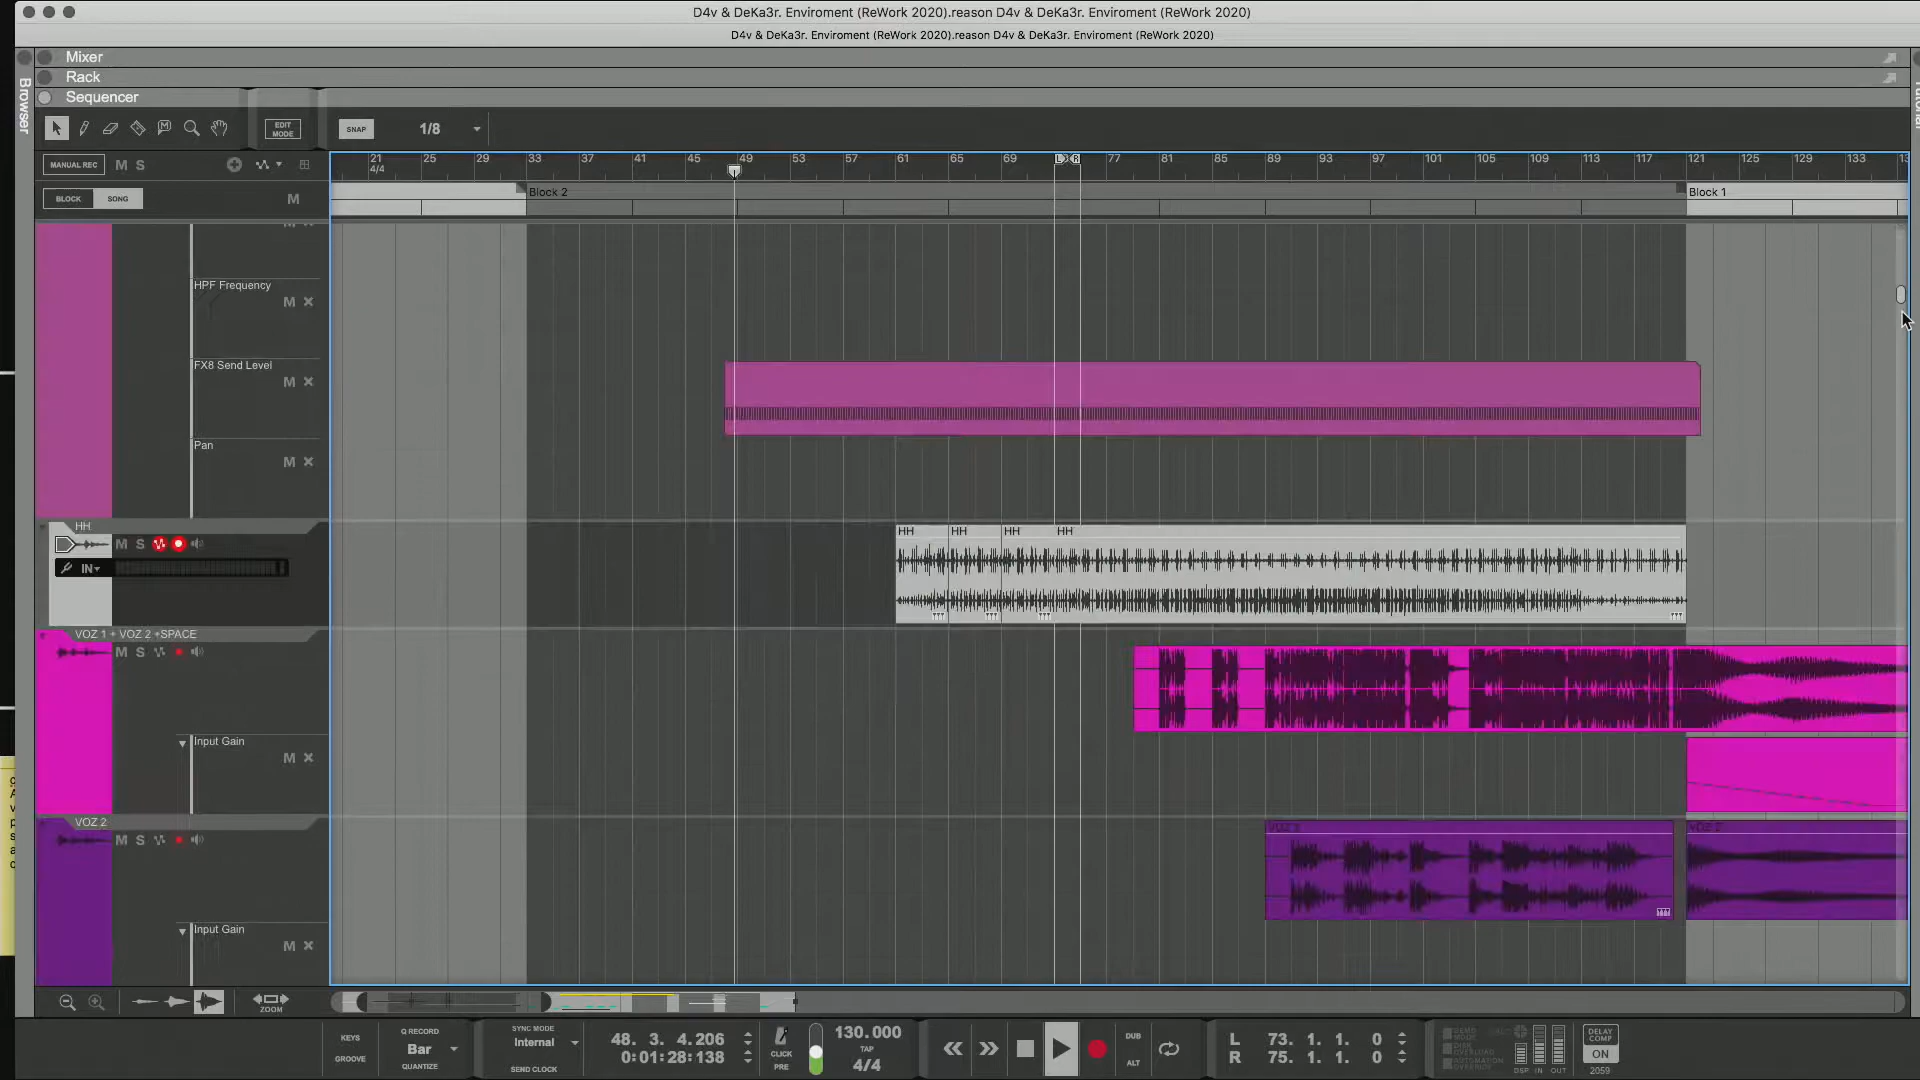 D4v & DeKa3r. Enviroment (ReWork 2020).reason D4v & DeKa3r. Enviroment (ReWork 2020)
D4v & DeKa3r. Enviroment (ReWork 2020).reason D4v & DeKa3r. Enviroment (ReWork 2020)
Mixer
Rack
Browser
Sequencer
EDIT MODE
SNAP
1/8
MANUAL REC
M S
21 25 29 33 37 41 45 49 53 57 61 65 69 77 81 85 89 93 97 101 105 109 113 117 121 125 129 133
4/4
L R
BLOCK SONG
M
Block 2
Block 1
HPF Frequency
M
FX8 Send Level
M
Pan
M
HH
M S
IN
HH HH HH HH
VOZ 1 + VOZ 2 +SPACE
M S
Input Gain
M
VOZ 2
M S
VOZ 2
VOZ 2
Input Gain
M
ZOOM
KEYS
GROOVE
Q RECORD
Bar
QUANTIZE
SYNC MODE
Internal
SEND CLOCK
48. 3. 4.206
0:01:28:138
CLICK
PRE
130.000
TAP
4/4
DUB
ALT
L 73. 1. 1. 0
R 75. 1. 1. 0
DSP IN OUT
DELAY COMP
ON
2059